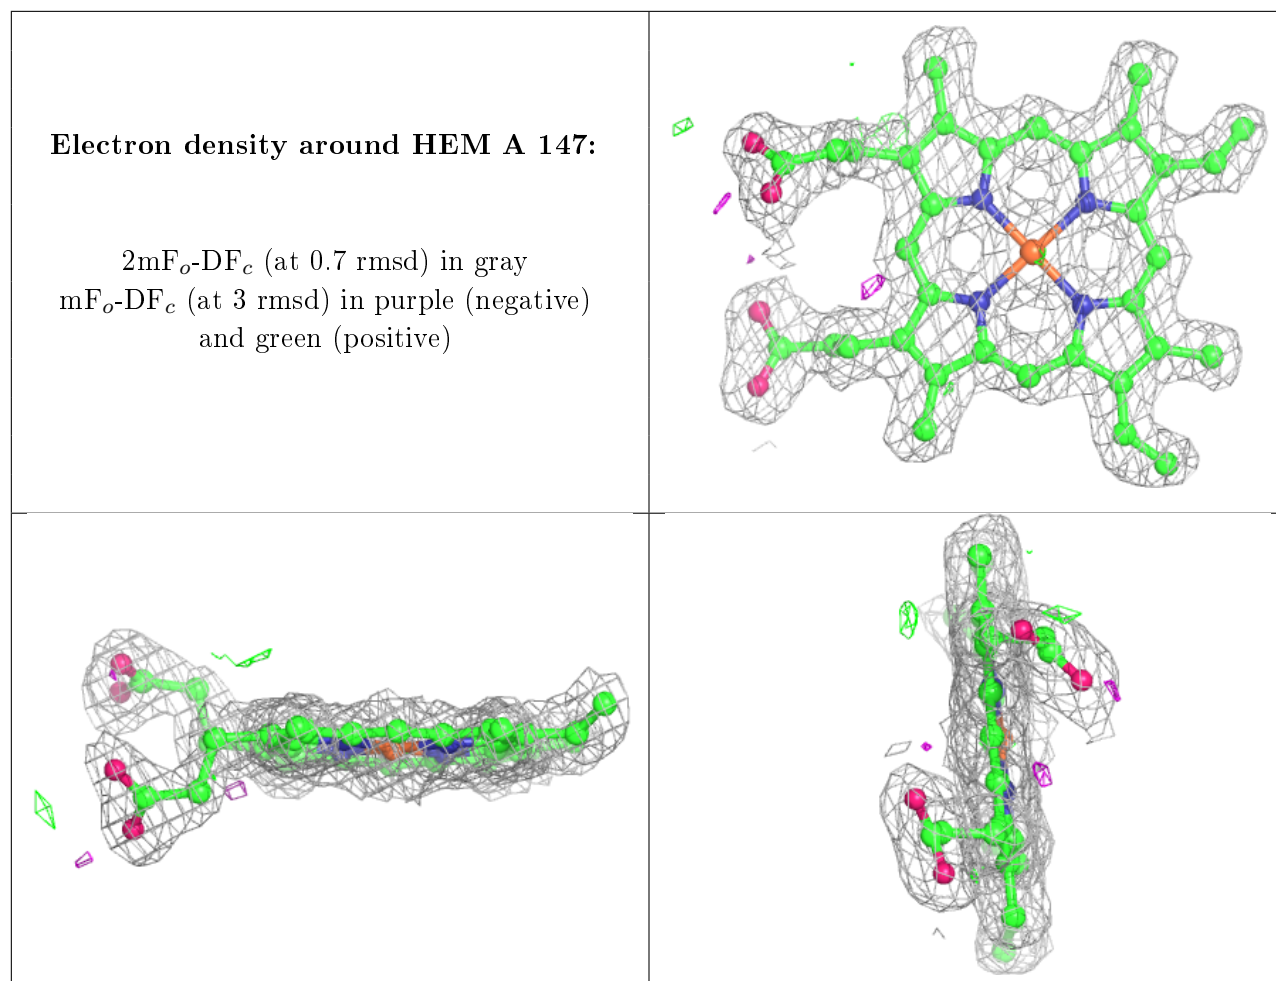 Electron density around HEM A 147:
2mFo-DFc (at 0.7 rmsd) in gray
mFo-DFc (at 3 rmsd) in purple (negative)
and green (positive)